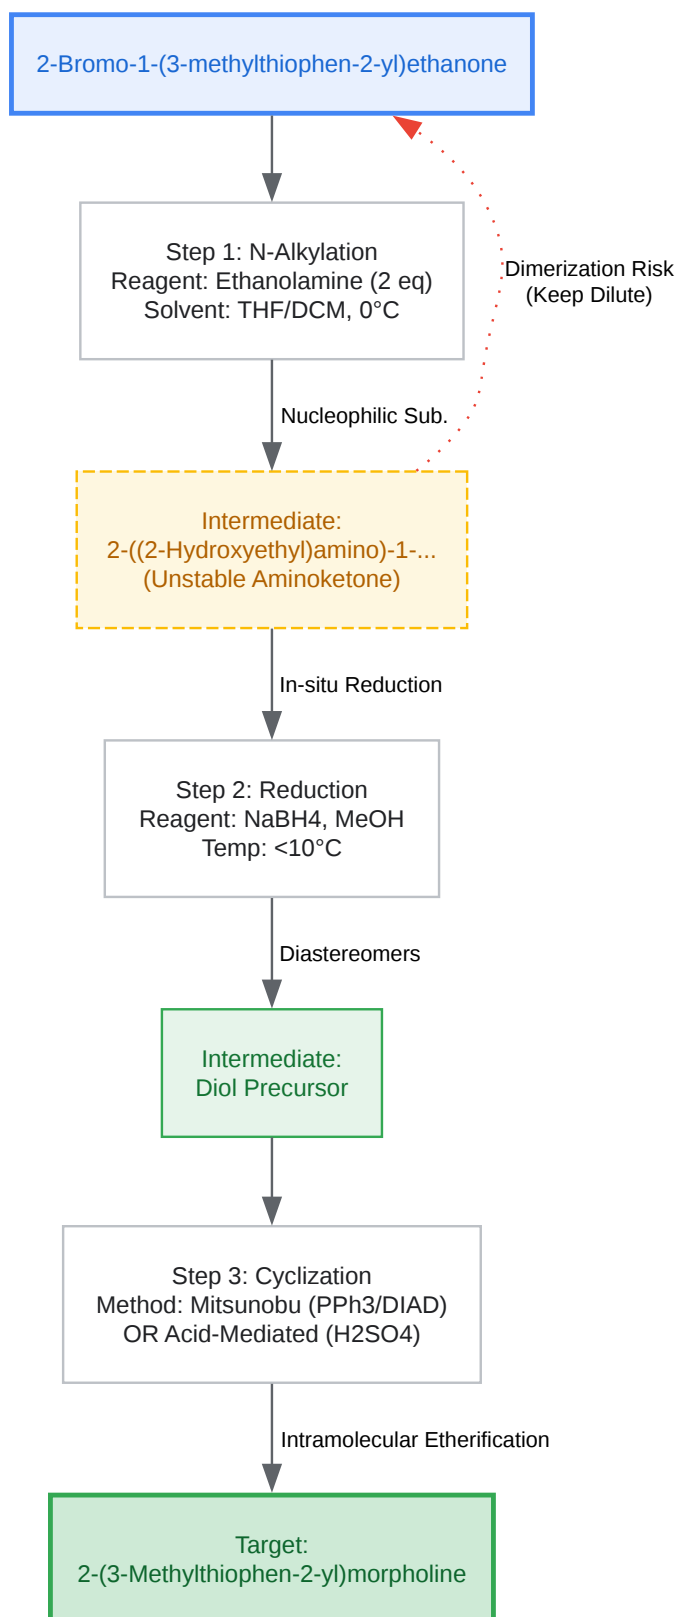 2-Bromo-1-(3-methylthiophen-2-yl)ethanone
Step 1: N-Alkylation
Reagent: Ethanolamine (2 eq)
Solvent: THF/DCM, 0°C
Dimerization Risk
(Keep Dilute)
Nucleophilic Sub.
Intermediate:
2-((2-Hydroxyethyl)amino)-1-...
(Unstable Aminoketone)
In-situ Reduction
Step 2: Reduction
Reagent: NaBH4, MeOH
Temp: <10°C
Diastereomers
Intermediate:
Diol Precursor
Step 3: Cyclization
Method: Mitsunobu (PPh3/DIAD)
OR Acid-Mediated (H2SO4)
Intramolecular Etherification
Target:
2-(3-Methylthiophen-2-yl)morpholine